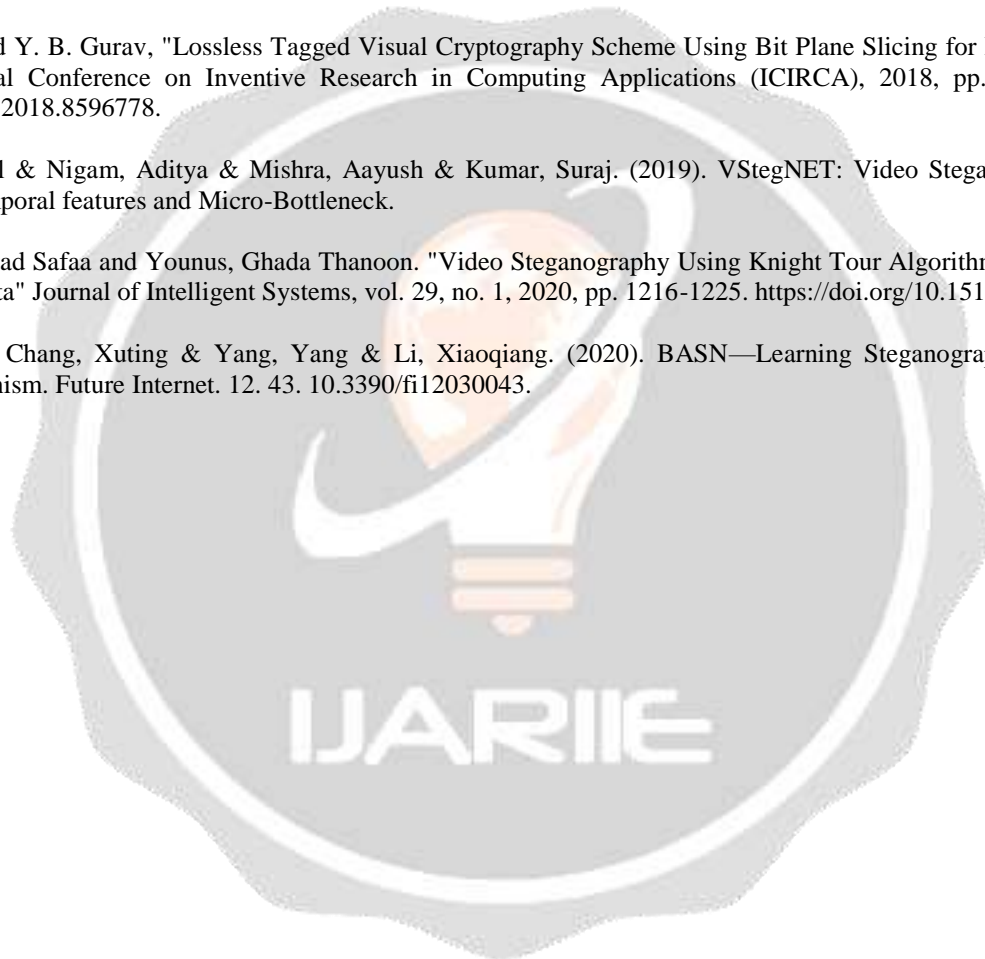 d Y. B. Gurav, "Lossless Tagged Visual Cryptography Scheme Using Bit Plane Slicing for
al Conference on Inventive Research in Computing Applications (ICIRCA), 2018, pp.
2018.8596778.
l & Nigam, Aditya & Mishra, Aayush & Kumar, Suraj. (2019). VStegNET: Video Stega
poral features and Micro-Bottleneck.
ad Safaa and Younus, Ghada Thanoon. "Video Steganography Using Knight Tour Algorithm
ta" Journal of Intelligent Systems, vol. 29, no. 1, 2020, pp. 1216-1225. https://doi.org/10.151
Chang, Xuting & Yang, Yang & Li, Xiaoqiang. (2020). BASN—Learning Steganograp
nism. Future Internet. 12. 43. 10.3390/fi12030043.
IJARIIE